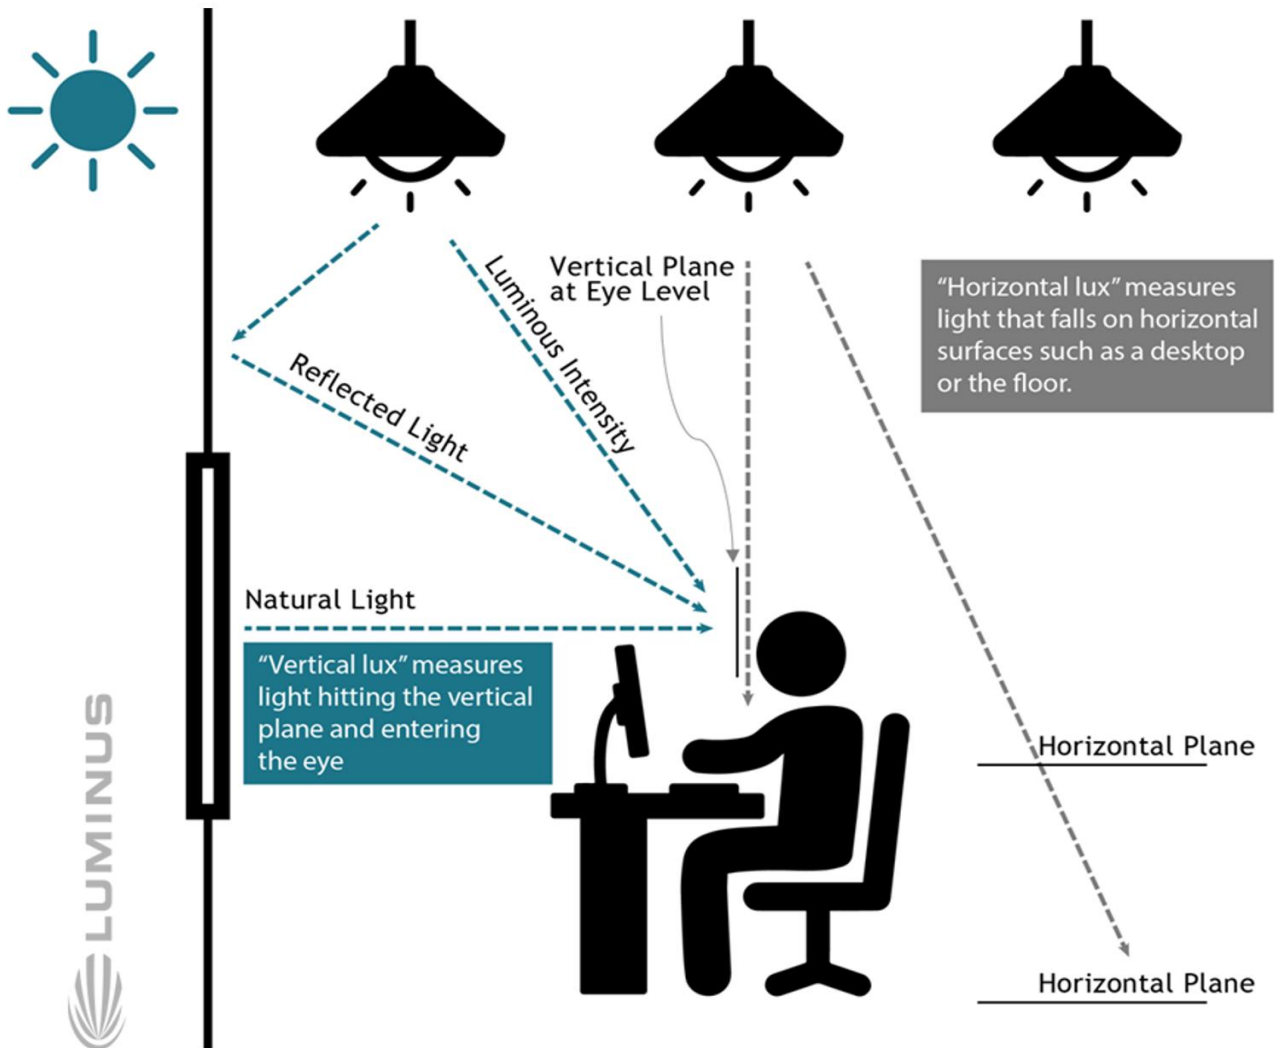 Vertical Plane
at Eye Level
“Horizontal lux” measures
light that falls on horizontal
surfaces such as a desktop
or the floor.
Luminous Intensity
Reflected Light
Natural Light
“Vertical lux” measures
light hitting the vertical
plane and entering
the eye
Horizontal Plane
Horizontal Plane
LUMINUS